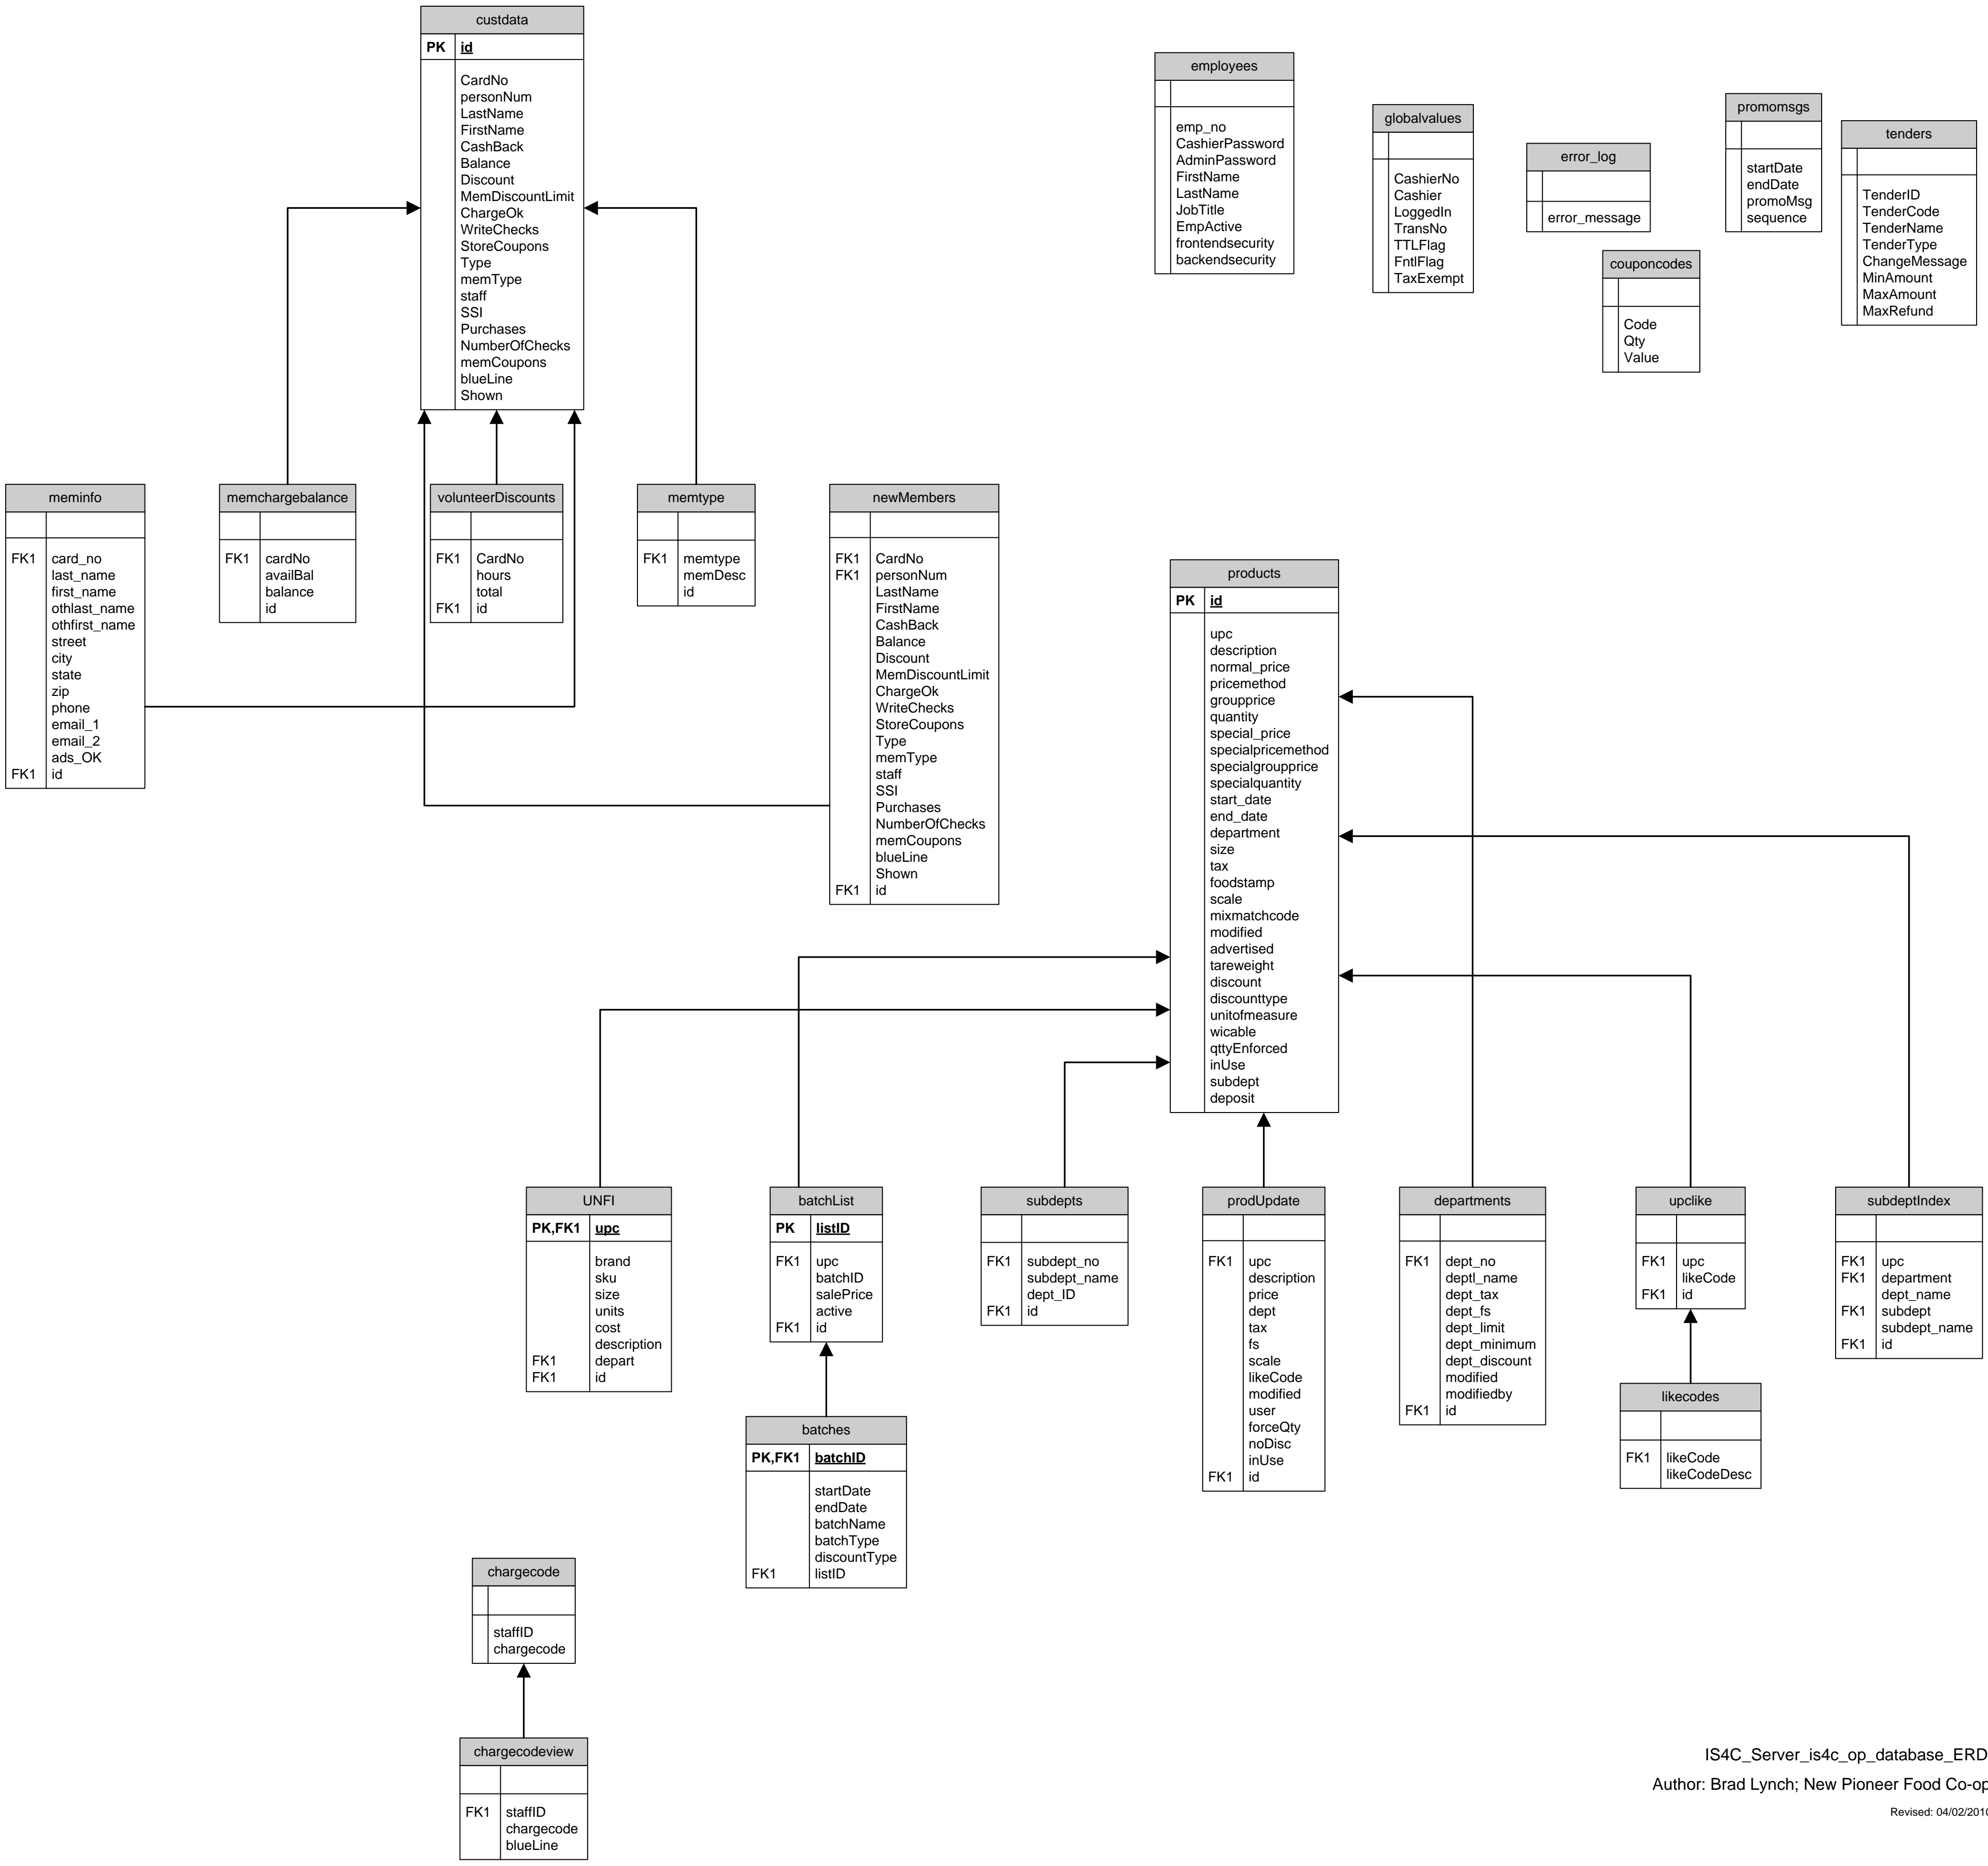 custdata
PK id
CardNo
personNum
LastName
FirstName
CashBack
Balance
Discount
MemDiscountLimit
ChargeOk
WriteChecks
StoreCoupons
Type
memType
staff
SSI
Purchases
NumberOfChecks
memCoupons
blueLine
Shown
employees
emp_no
CashierPassword
AdminPassword
FirstName
LastName
JobTitle
EmpActive
frontendsecurity
backendsecurity
globalvalues
CashierNo
Cashier
LoggedIn
TransNo
TTLFlag
FntlFlag
TaxExempt
error_log
error_message
promomsgs
startDate
endDate
promoMsg
sequence
tenders
TenderID
TenderCode
TenderName
TenderType
ChangeMessage
MinAmount
MaxAmount
MaxRefund
couponcodes
Code
Qty
Value
meminfo
FK1 card_no
last_name
first_name
othlast_name
othfirst_name
street
city
state
zip
phone
email_1
email_2
ads_OK
FK1 id
memchargebalance
FK1 cardNo
availBal
balance
id
volunteerDiscounts
FK1 CardNo
hours
total
FK1 id
memtype
FK1 memtype
memDesc
id
newMembers
FK1 CardNo
FK1 personNum
LastName
FirstName
CashBack
Balance
Discount
MemDiscountLimit
ChargeOk
WriteChecks
StoreCoupons
Type
memType
staff
SSI
Purchases
NumberOfChecks
memCoupons
blueLine
Shown
FK1 id
products
PK id
upc
description
normal_price
pricemethod
groupprice
quantity
special_price
specialpricemethod
specialgroupprice
specialquantity
start_date
end_date
department
size
tax
foodstamp
scale
mixmatchcode
modified
advertised
tareweight
discount
discounttype
unitofmeasure
wicable
qttyEnforced
inUse
subdept
deposit
UNFI
PK,FK1 upc
brand
sku
size
units
cost
description
FK1 depart
FK1 id
batchList
PK listID
FK1 upc
batchID
salePrice
active
FK1 id
subdepts
FK1 subdept_no
subdept_name
dept_ID
FK1 id
prodUpdate
FK1 upc
description
price
dept
tax
fs
scale
likeCode
modified
user
forceQty
noDisc
inUse
FK1 id
departments
FK1 dept_no
deptl_name
dept_tax
dept_fs
dept_limit
dept_minimum
dept_discount
modified
modifiedby
FK1 id
upclike
FK1 upc
likeCode
FK1 id
subdeptIndex
FK1 upc
FK1 department
dept_name
FK1 subdept
subdept_name
FK1 id
likecodes
FK1 likeCode
likeCodeDesc
batches
PK,FK1 batchID
startDate
endDate
batchName
batchType
discountType
FK1 listID
chargecode
staffID
chargecode
chargecodeview
FK1 staffID
chargecode
blueLine
IS4C_Server_is4c_op_database_ERD
Author: Brad Lynch; New Pioneer Food Co-op
Revised: 04/02/2010